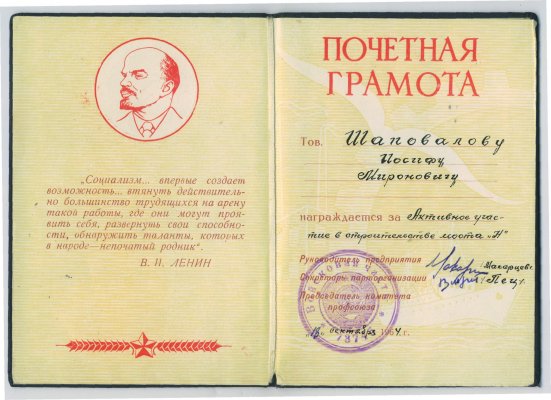 „Социализм... впервые создает
возможность... втянуть действитель-
но большинство трудящихся на арену
такой работы, где они могут проя-
вить себя, развернуть свои способно-
сти, обнаружить таланты, которых
в народе—непочатый родник“.
В. И. ЛЕНИН
ПОЧЕТНАЯ
ГРАМОТА
Тов. Шаповалову
Иосифу
Мироновичу
награждается за Активное учас-
тие в строительстве моста „Н"
Руководитель предприятия
Секретарь парторганизации
Председатель комитета
профсоюза
сентября 1964 г.